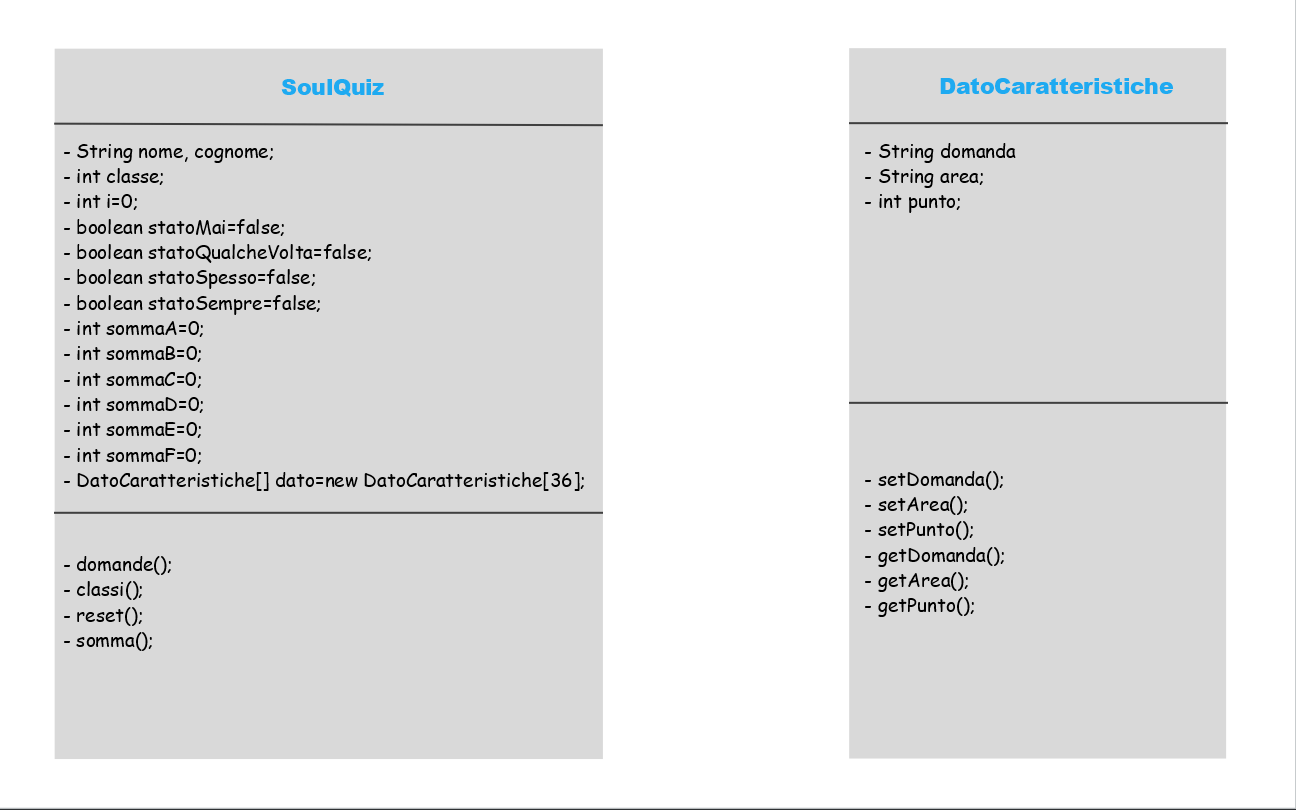 SoulQuiz
- String nome, cognome;
- int classe;
- int i=0;
- boolean statoMai=false;
- boolean statoQualcheVolta=false;
- boolean statoSpesso=false;
- boolean statoSempre=false;
- int sommaA=0;
- int sommaB=0;
- int sommaC=0;
- int sommaD=0;
- int sommaE=0;
- int sommaF=0;
- DatoCaratteristiche[] dato=new DatoCaratteristiche[36];
- domande();
- classi();
- reset();
- somma();
DatoCaratteristiche
- String domanda
- String area;
- int punto;
- setDomanda();
- setArea();
- setPunto();
- getDomanda();
- getArea();
- getPunto();